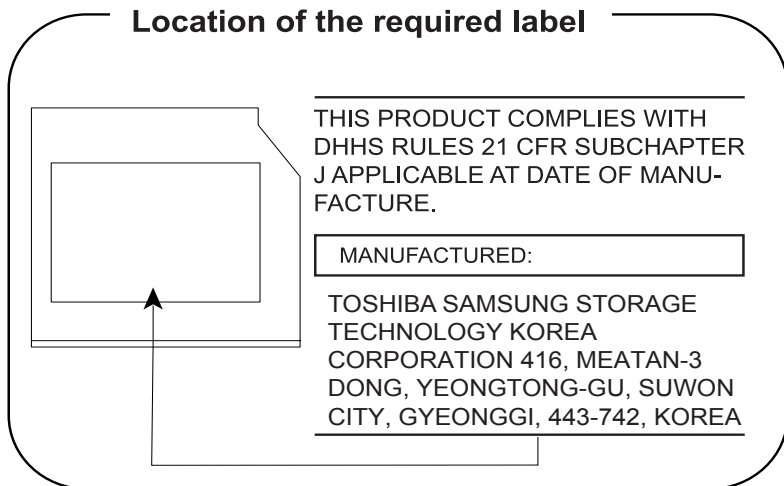 Location of the required label
THIS PRODUCT COMPLIES WITH
DHHS RULES 21 CFR SUBCHAPTER
J APPLICABLE AT DATE OF MANU-
FACTURE.
MANUFACTURED:
TOSHIBA SAMSUNG STORAGE
TECHNOLOGY KOREA
CORPORATION 416, MEATAN-3
DONG, YEONGTONG-GU, SUWON
CITY, GYEONGGI, 443-742, KOREA